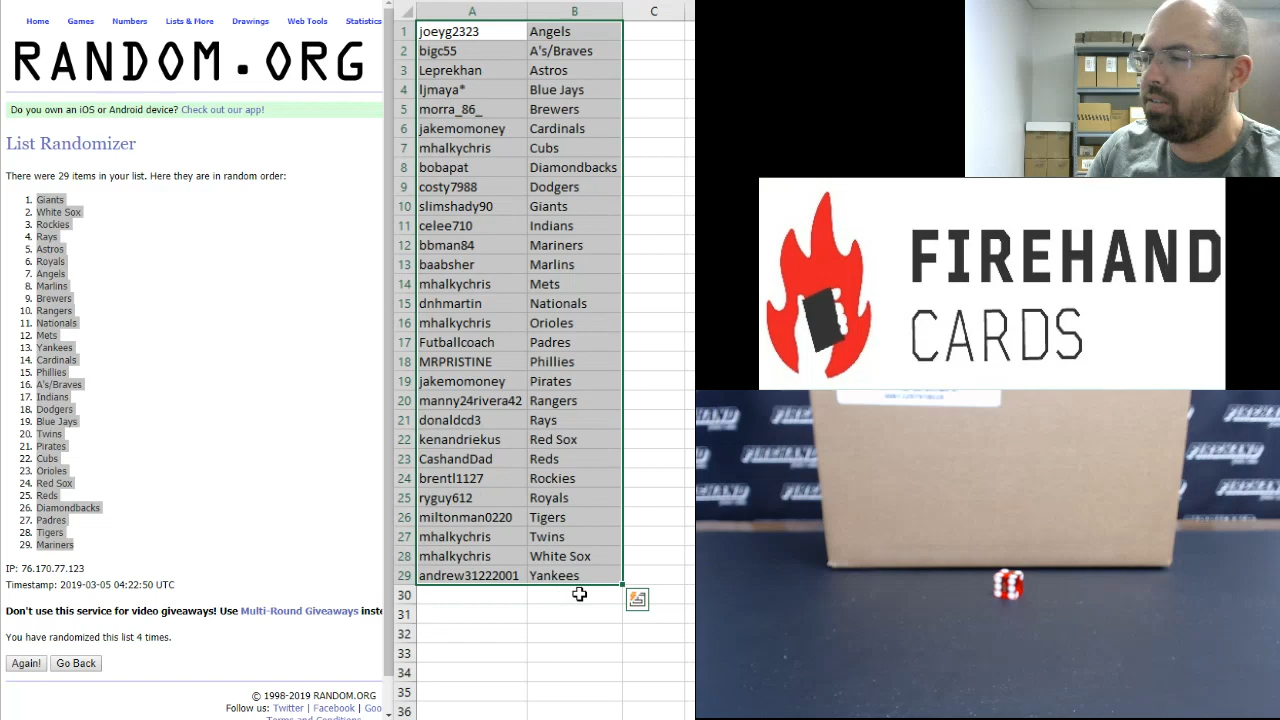 Home Games Numbers Lists & More Drawings Web Tools Statistics
RANDOM.ORG
Do you own an iOS or Android device? Check out our app!
List Randomizer
There were 29 items in your list. Here they are in random order:
1. Giants
2. White Sox
3. Rockies
4. Rays
5. Astros
6. Royals
7. Angels
8. Marlins
9. Brewers
10. Rangers
11. Nationals
12. Mets
13. Yankees
14. Cardinals
15. Phillies
16. A's/Braves
17. Indians
18. Dodgers
19. Blue Jays
20. Twins
21. Pirates
22. Cubs
23. Orioles
24. Red Sox
25. Reds
26. Diamondbacks
27. Padres
28. Tigers
29. Mariners
IP: 76.170.77.123
Timestamp: 2019-03-05 04:22:50 UTC
Don't use this service for video giveaways! Use Multi-Round Giveaways inste
You have randomized this list 4 times.
Again! Go Back
© 1998-2019 RANDOM.ORG
Follow us: Twitter | Facebook | Goo
Terms and Conditions
A B C
1 joeyg2323 Angels
2 bigc55 A's/Braves
3 Leprekhan Astros
4 ljmaya* Blue Jays
5 morra_86_ Brewers
6 jakemomoney Cardinals
7 mhalkychris Cubs
8 bobapat Diamondbacks
9 costy7988 Dodgers
10 slimshady90 Giants
11 celee710 Indians
12 bbman84 Mariners
13 baabsher Marlins
14 mhalkychris Mets
15 dnhmartin Nationals
16 mhalkychris Orioles
17 Futballcoach Padres
18 MRPRISTINE Phillies
19 jakemomoney Pirates
20 manny24rivera42 Rangers
21 donaldcd3 Rays
22 kenandriekus Red Sox
23 CashandDad Reds
24 brentl1127 Rockies
25 ryguy612 Royals
26 miltonman0220 Tigers
27 mhalkychris Twins
28 mhalkychris White Sox
29 andrew31222001 Yankees
30
31
32
33
34
35
36
FIREHAND
CARDS
FIREHAND
FIREHAND